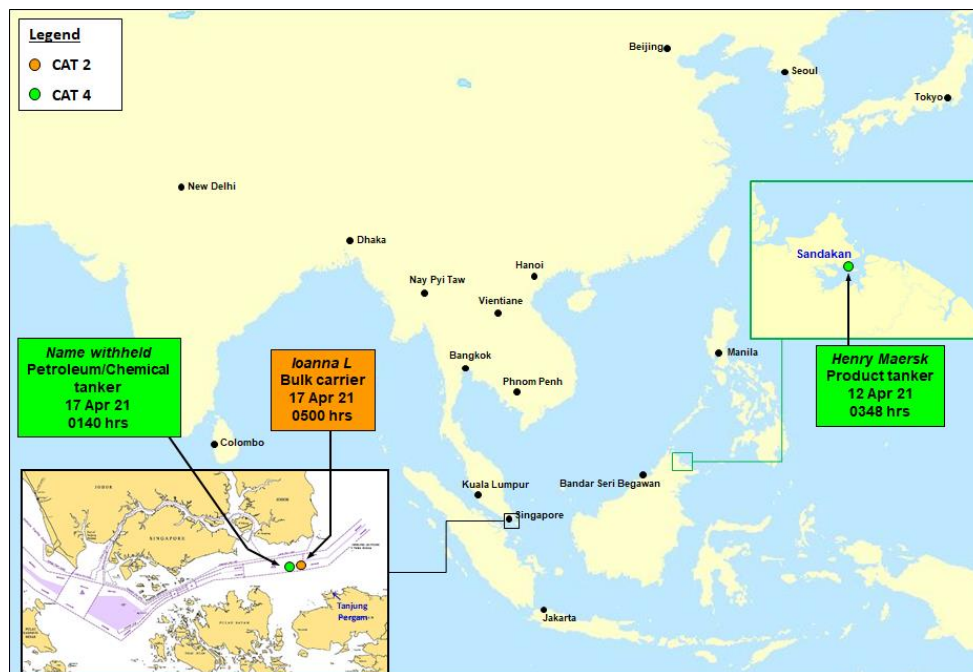 Legend
CAT 2
CAT 4
Beijing
Seoul
Tokyo
New Delhi
Dhaka
Nay Pyi Taw
Hanoi
Vientiane
Sandakan
Name withheld
Petroleum/Chemical
tanker
17 Apr 21
0140 hrs
Ioanna L
Bulk carrier
17 Apr 21
0500 hrs
Bangkok
Phnom Penh
Manila
Henry Maersk
Product tanker
12 Apr 21
0348 hrs
Colombo
Kuala Lumpur
Bandar Seri Begawan
Singapore
Jakarta
JOHOR
SINGAPORE
Tanjung
Pergam